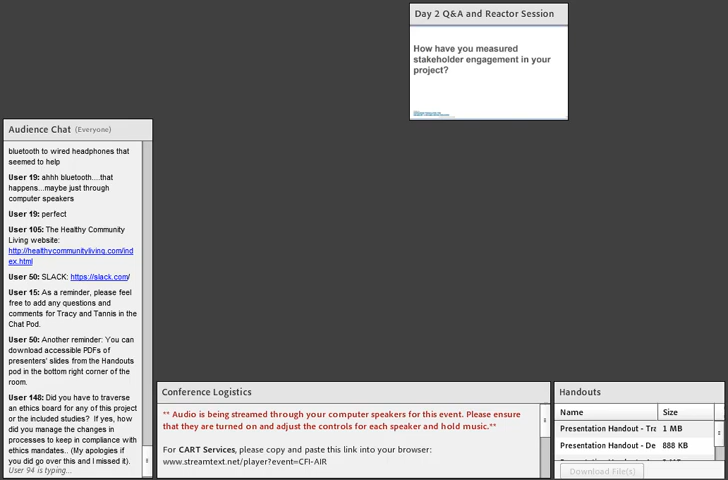 Day 2 Q&A and Reactor Session
How have you measured
stakeholder engagement in your
project?
Audience Chat (Everyone)
bluetooth to wired headphones that
seemed to help
User 19: ahhh bluetooth....that
happens...maybe just through
computer speakers
User 19: perfect
User 105: The Healthy Community
Living website:
http://healthycommunityliving.com/ind
ex.html
User 50: SLACK: https://slack.com/
User 15: As a reminder, please feel
free to add any questions and
comments for Tracy and Tannis in the
Chat Pod.
User 50: Another reminder: You can
download accessible PDFs of
presenters' slides from the Handouts
pod in the bottom right corner of the
room.
User 148: Did you have to traverse
an ethics board for any of this project
or the included studies? If yes, how
did you manage the changes in
processes to keep in compliance with
ethics mandates.. (My apologies if
you did go over this and I missed it).
User 94 is typing...
Conference Logistics
** Audio is being streamed through your computer speakers for this event. Please ensure
that they are turned on and adjust the controls for each speaker and hold music.**
For CART Services, please copy and paste this link into your browser:
www.streamtext.net/player?event=CFI-AIR
Handouts
Name Size
Presentation Handout - Tra 1 MB
Presentation Handout - De 888 KB
Download File(s)